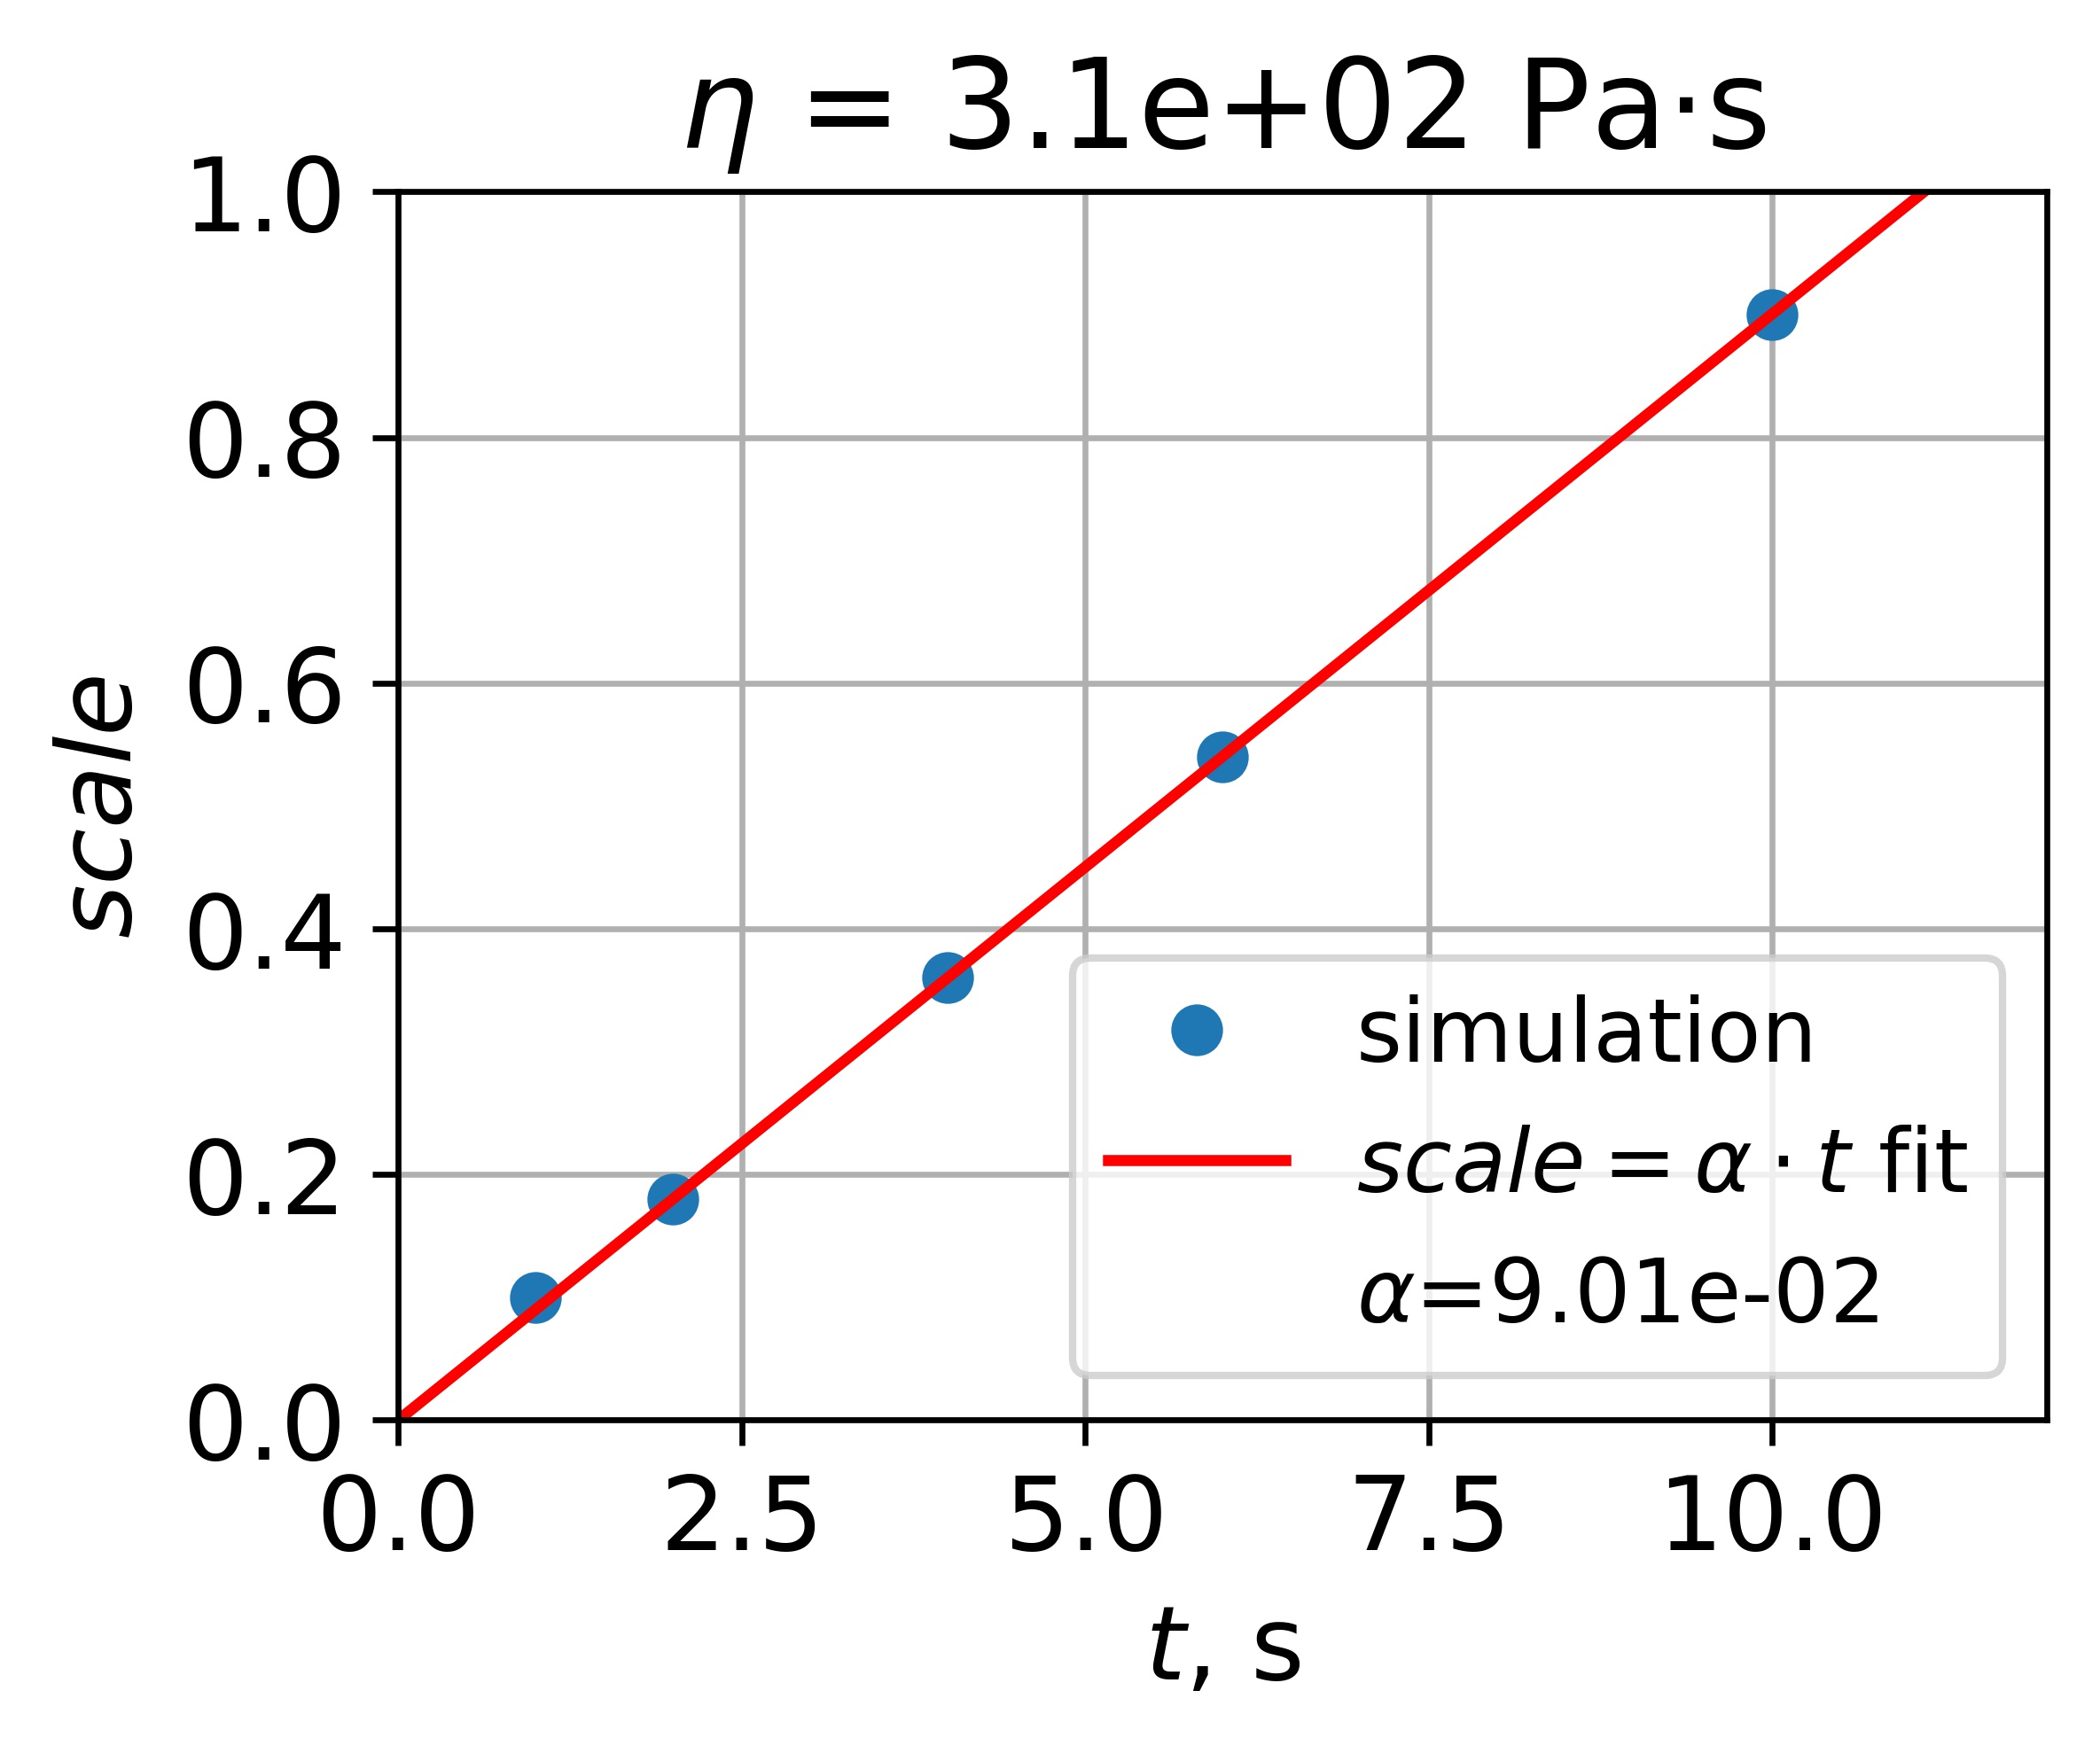 η = 3.1e+02 Pa·s
1.0
0.8
0.6
0.4
0.2
0.0
scale
simulation
scale = α · t fit
α=9.01e-02
0.0 2.5 5.0 7.5 10.0
t, s